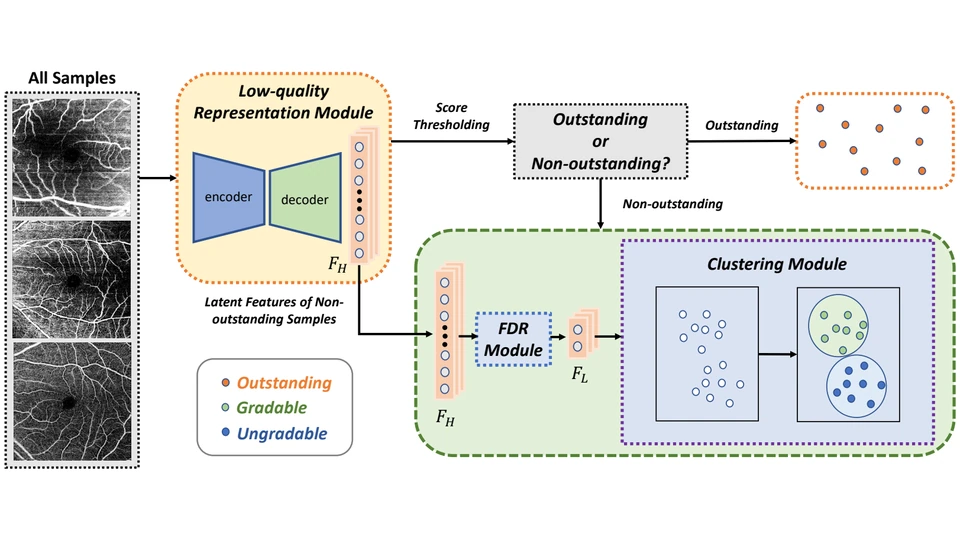 All Samples
Low-quality
Representation Module
encoder
decoder
F_H
Score
Thresholding
Outstanding
or
Non-outstanding?
Outstanding
Non-outstanding
Latent Features of Non-
outstanding Samples
F_H
FDR
Module
F_L
Clustering Module
Outstanding
Gradable
Ungradable